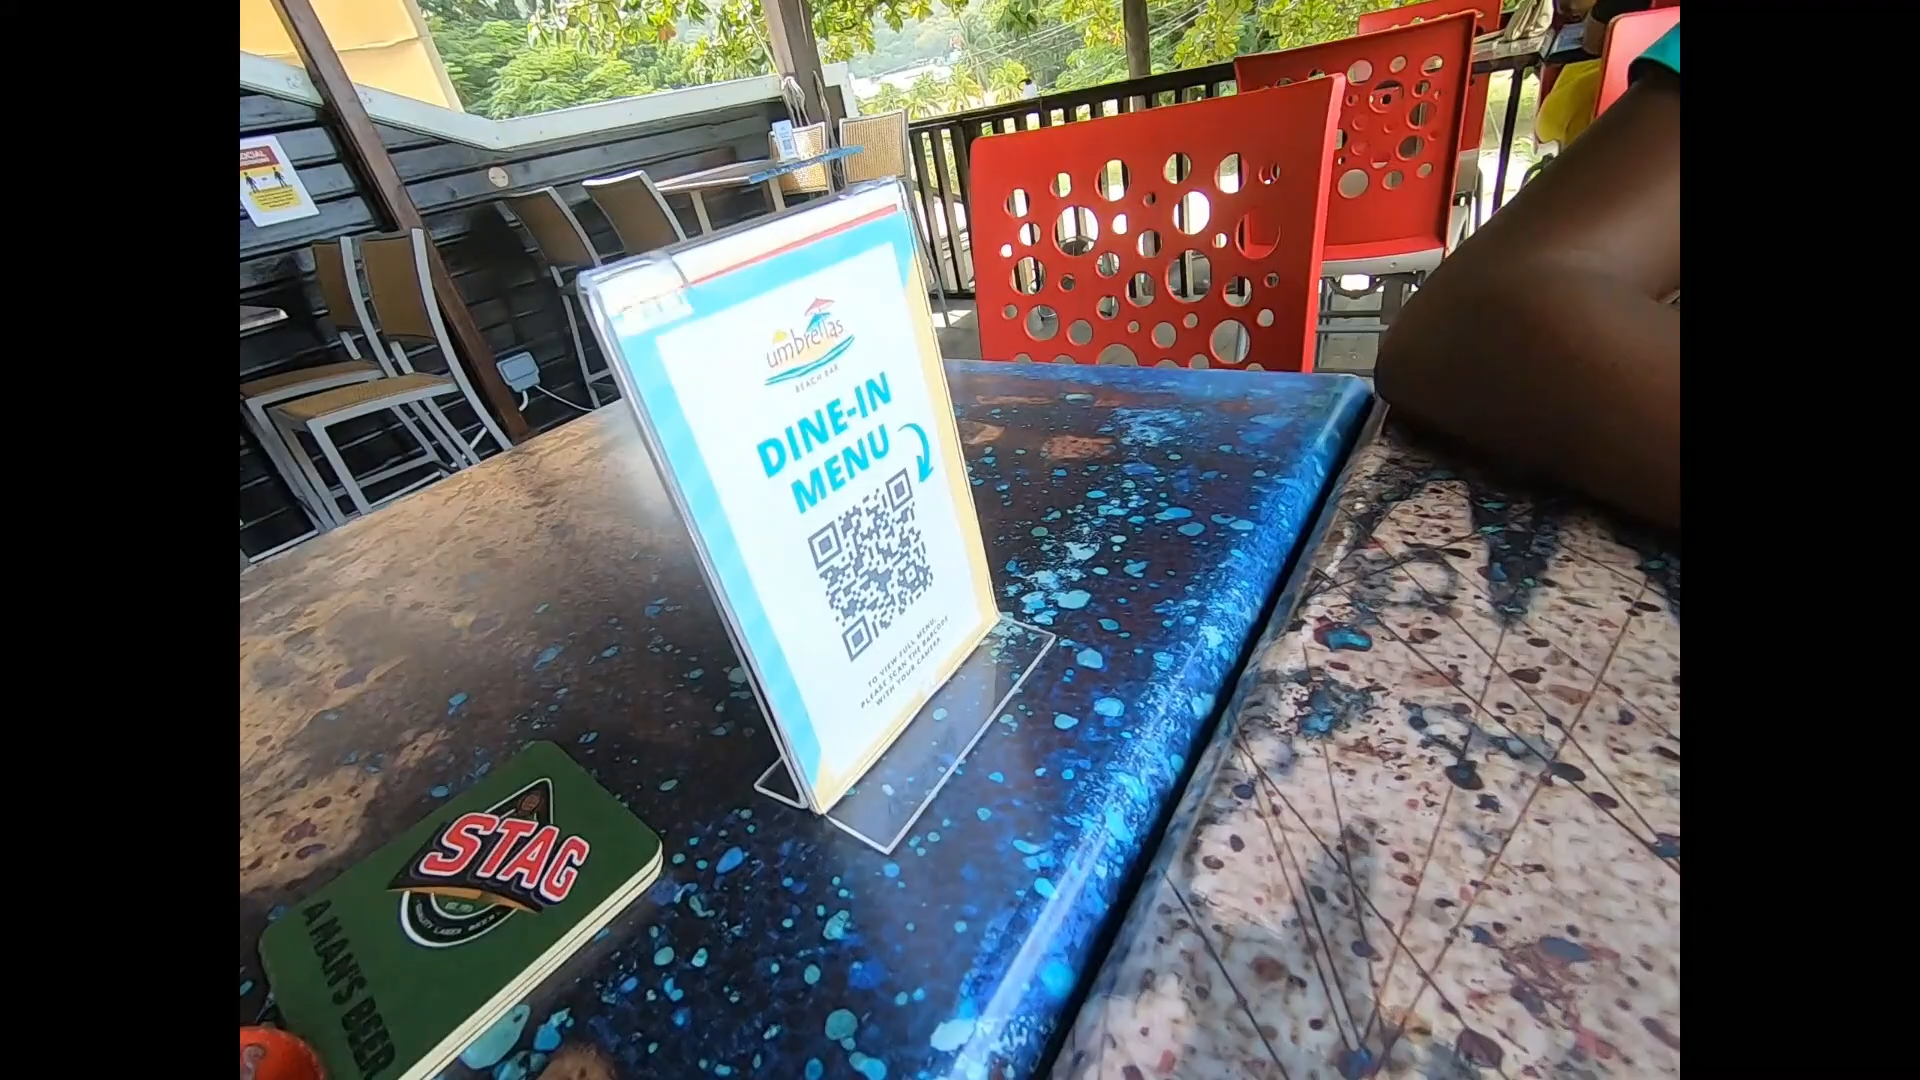 SOCIAL
umbrellas
BEACH BAR
DINE-IN
MENU
TO VIEW FULL MENU,
PLEASE SCAN THE BARCODE
WITH YOUR CAMERA
STAG
A MAN'S BEER